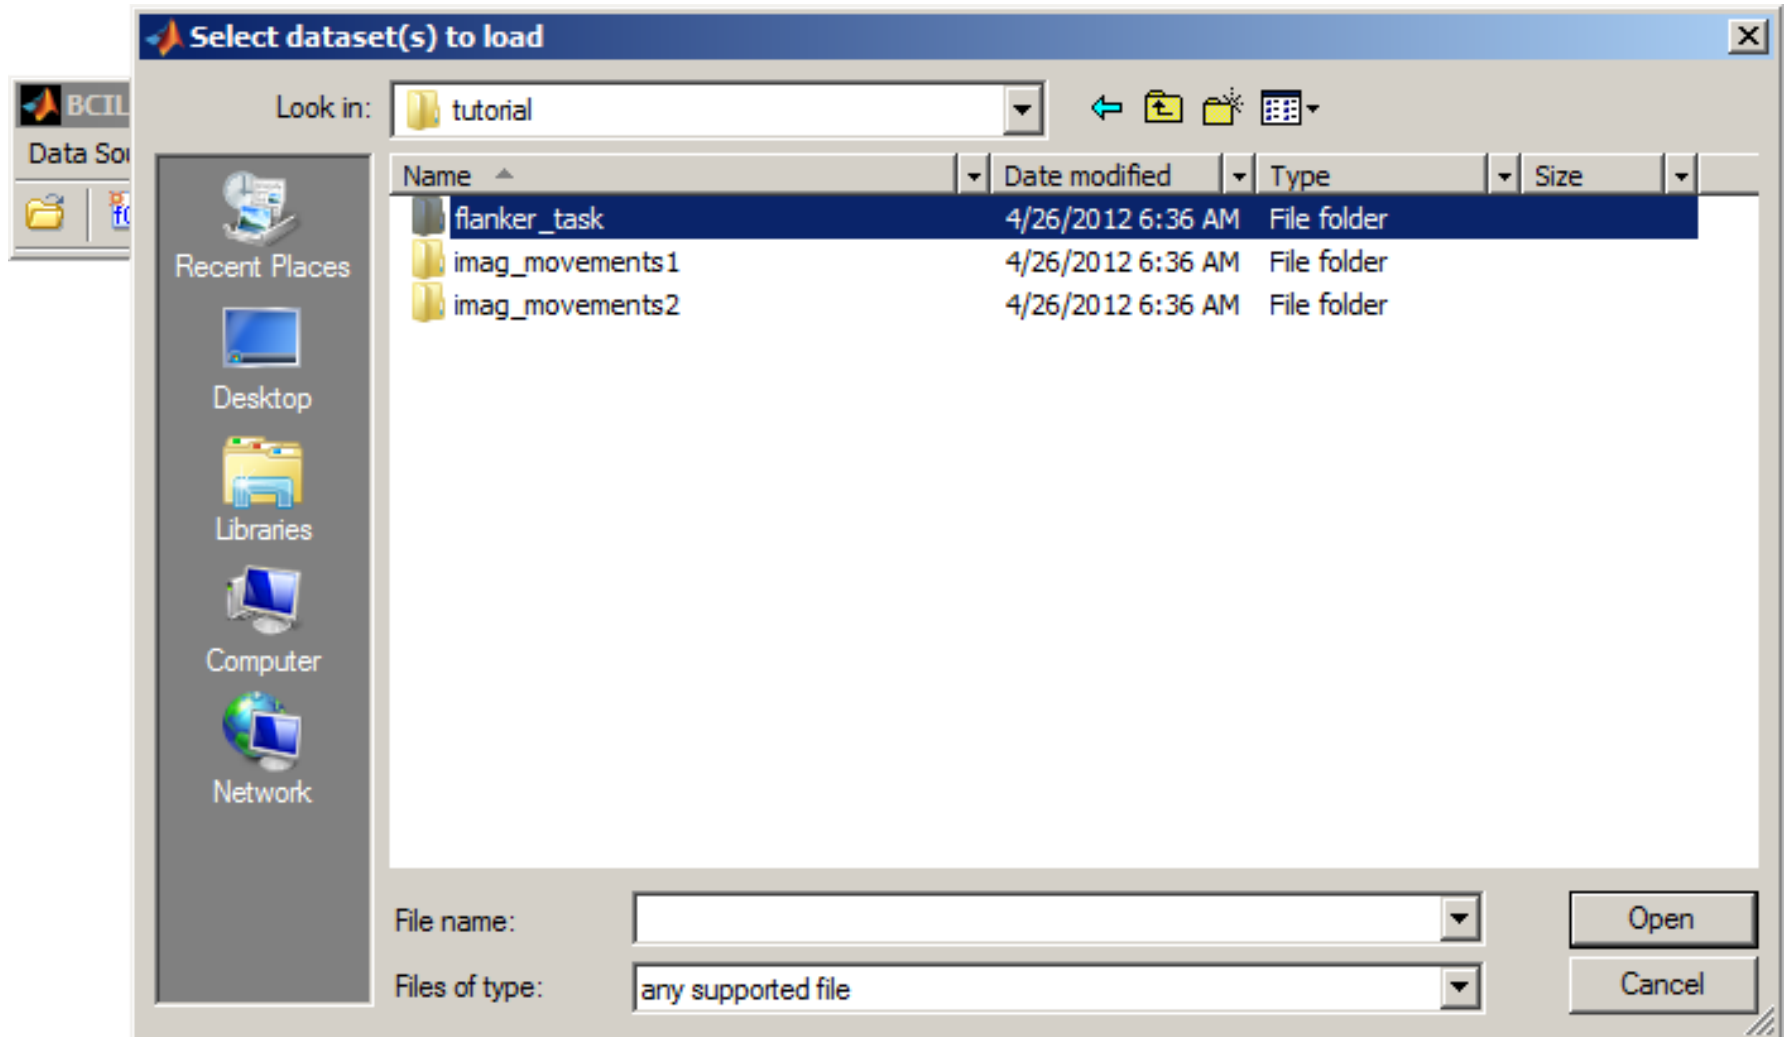 Select dataset(s) to load
BCIL
Look in: tutorial
Data Sou
Name Date modified Type Size
flanker_task 4/26/2012 6:36 AM File folder
imag_movements1 4/26/2012 6:36 AM File folder
imag_movements2 4/26/2012 6:36 AM File folder
Recent Places
Desktop
Libraries
Computer
Network
File name: Open
Files of type: any supported file Cancel